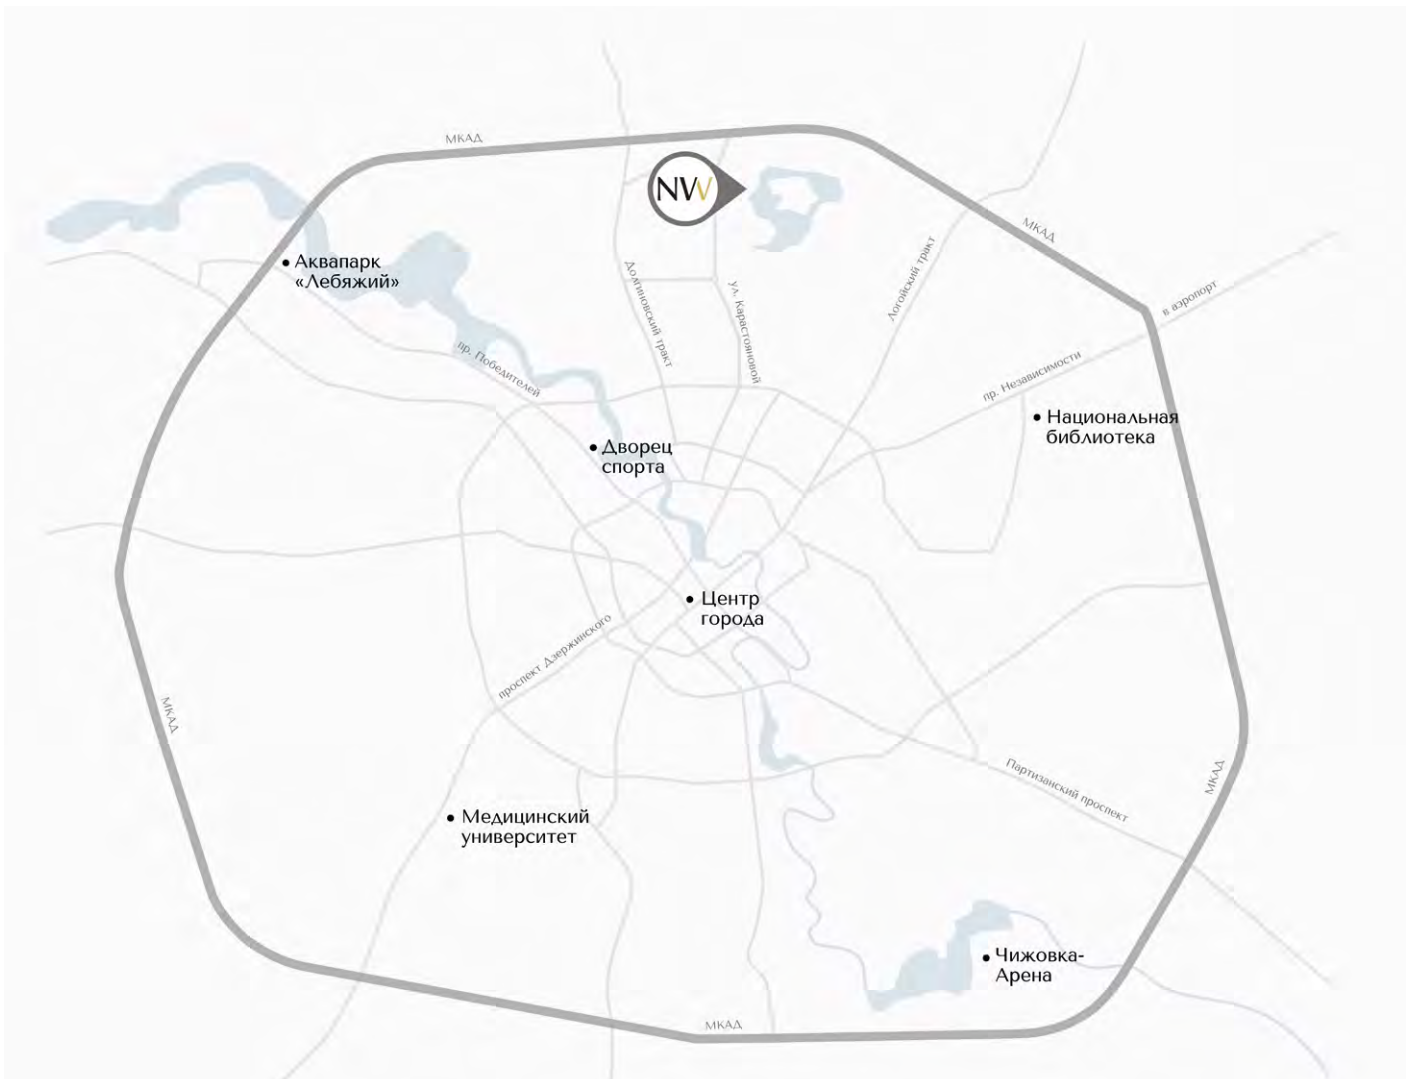 МКАД
NVV
МКАД
Аквапарк
«Лебяжий»
Долгиновский тракт
ул. Карастояновой
Логойский тракт
в аэропорт
пр. Победителей
пр. Независимости
Национальная
библиотека
Дворец
спорта
Центр
города
проспект Дзержинского
МКАД
Партизанский проспект
МКАД
Медицинский
университет
Чижовка-
Арена
МКАД